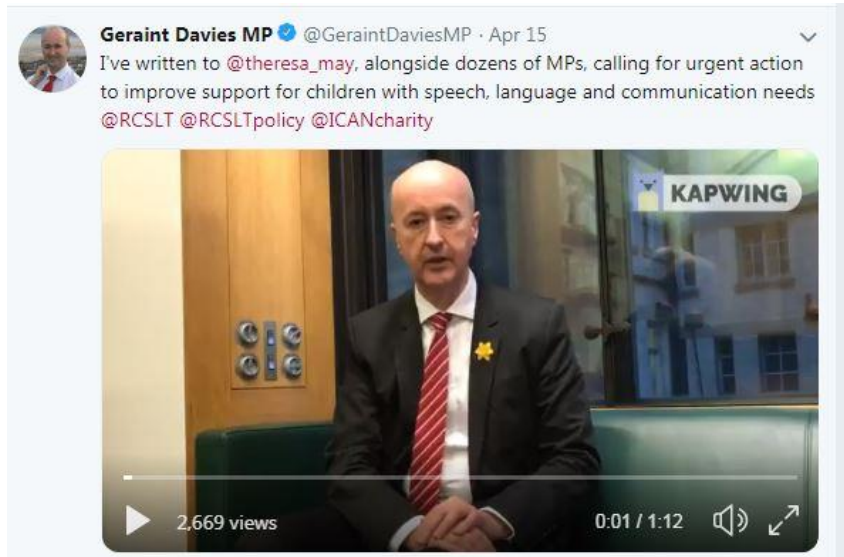 Geraint Davies MP @GeraintDaviesMP · Apr 15
I've written to @theresa_may, alongside dozens of MPs, calling for urgent action
to improve support for children with speech, language and communication needs
@RCSLT @RCSLTpolicy @ICANcharity
KAPWING
2,669 views 0:01 / 1:12